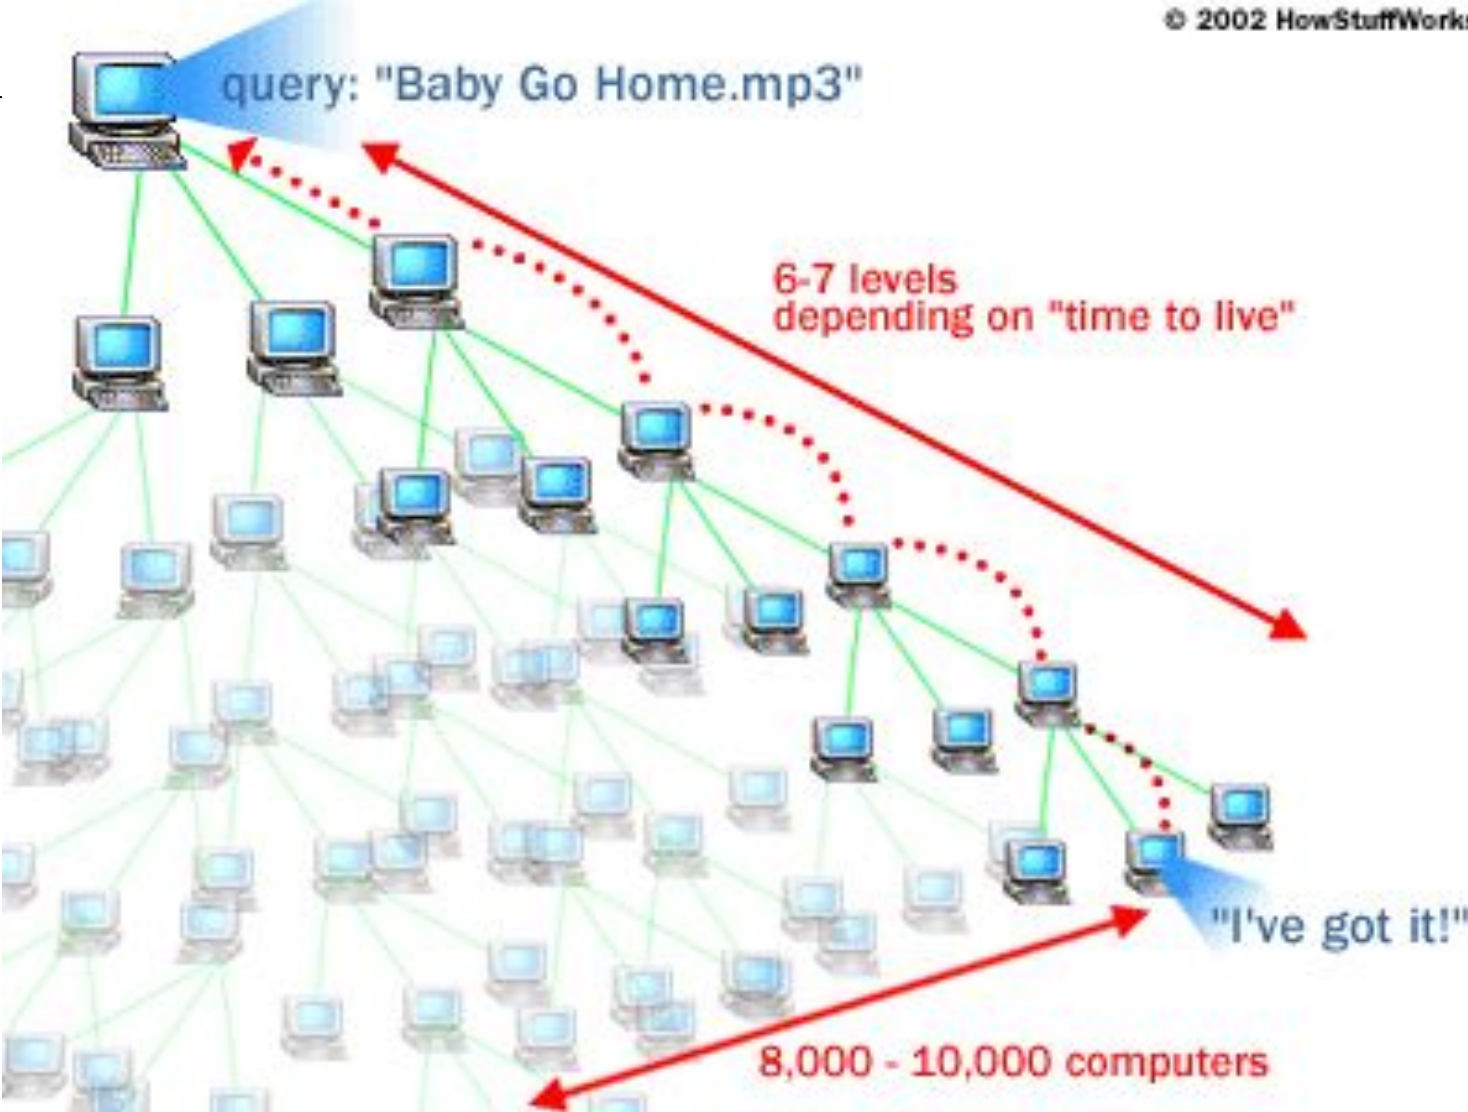 © 2002 HowStuffWorks
query: "Baby Go Home.mp3"
6-7 levels
depending on "time to live"
"I've got it!"
8,000 - 10,000 computers